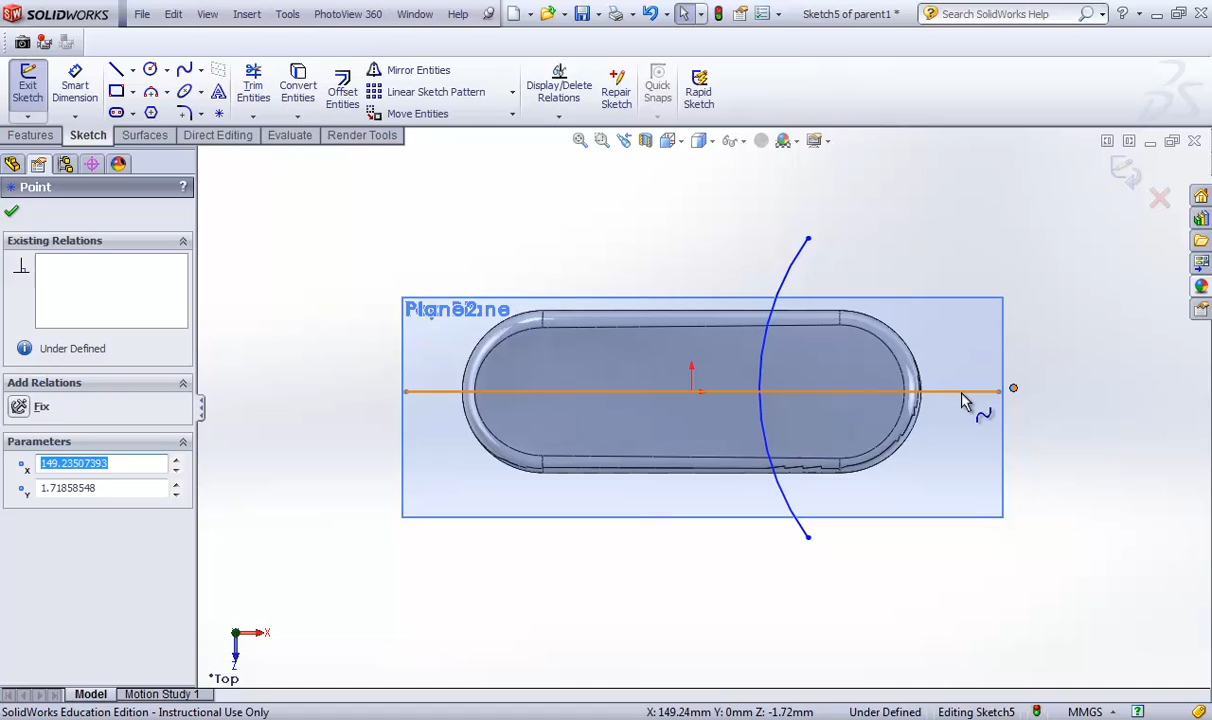 SOLIDWORKS File Edit View Insert Tools PhotoView 360 Window Help Sketch5 of parent1 * Search SolidWorks
Exit Sketch
Smart Dimension
Trim Entities
Convert Entities
Offset Entities
Mirror Entities
Linear Sketch Pattern
Move Entities
Display/Delete Relations
Repair Sketch
Quick Snaps
Rapid Sketch
Features Sketch Surfaces Direct Editing Evaluate Render Tools
Point ?
Existing Relations
Under Defined
Add Relations
Fix
Parameters
X 149.23507393
Y 1.71858548
X
Z
*Top
Model Motion Study 1
SolidWorks Education Edition - Instructional Use Only X: 149.24mm Y: 0mm Z: -1.72mm Under Defined Editing Sketch5 MMGS